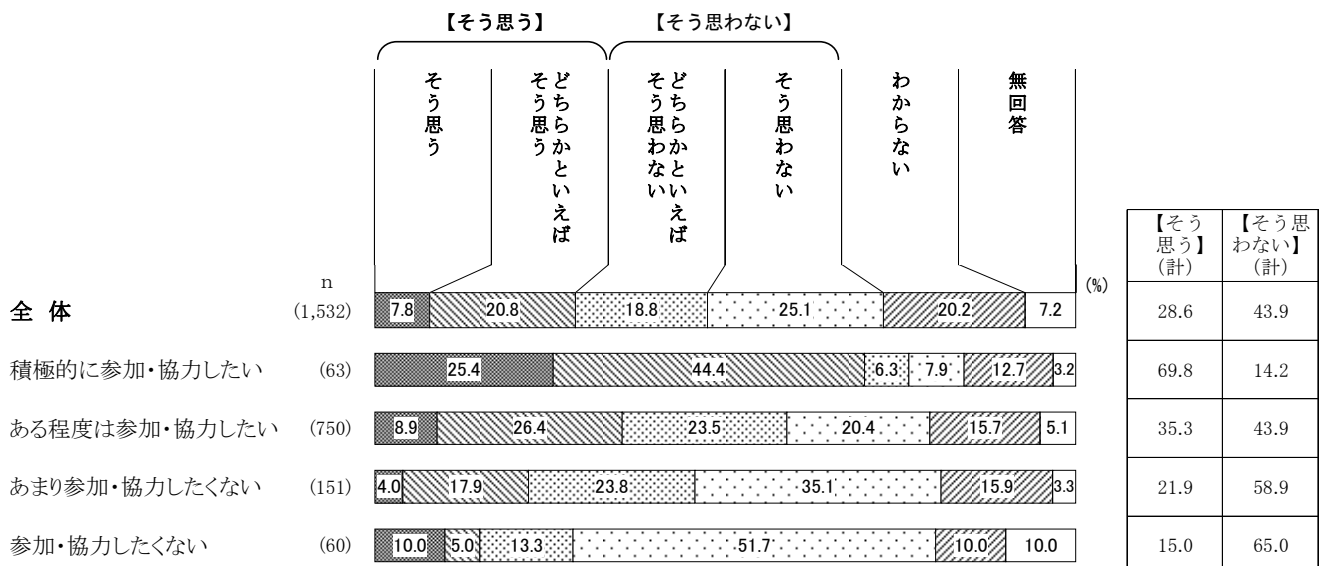 【そう思う】
【そう思わない】
そう思う
どちらかといえば
そう思う
どちらかといえば
そう思わない
そう思わない
わからない
無回答
【そう
思う】
(計)
【そう思
わない】
(計)
n
(%)
全 体 (1,532) 7.8 20.8 18.8 25.1 20.2 7.2 28.6 43.9
積極的に参加・協力したい (63) 25.4 44.4 6.3 7.9 12.7 3.2 69.8 14.2
ある程度は参加・協力したい (750) 8.9 26.4 23.5 20.4 15.7 5.1 35.3 43.9
あまり参加・協力したくない (151) 4.0 17.9 23.8 35.1 15.9 3.3 21.9 58.9
参加・協力したくない (60) 10.0 5.0 13.3 51.7 10.0 10.0 15.0 65.0